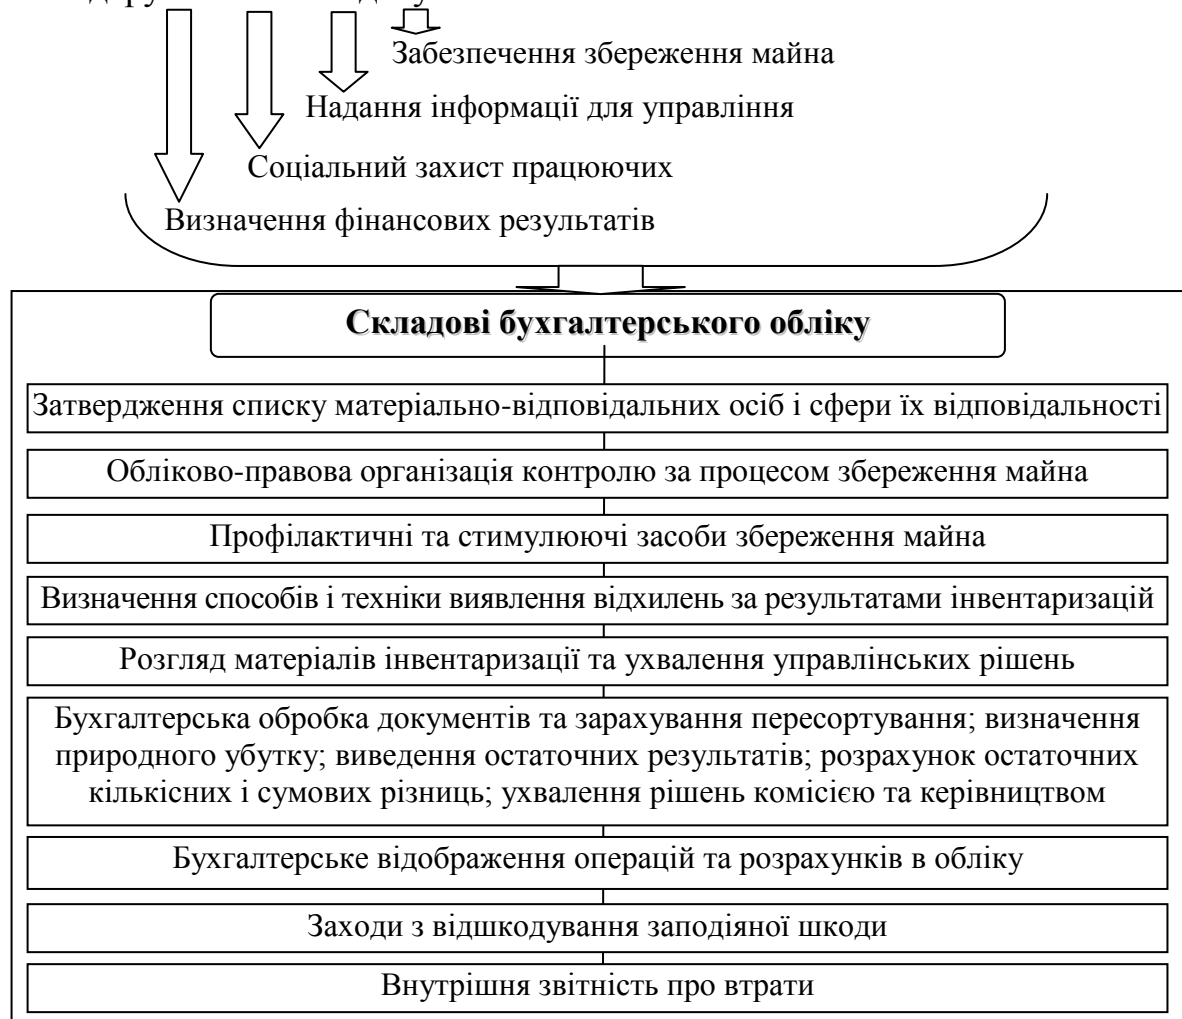 Забезпечення збереження майна
Надання інформації для управління
Соціальний захист працюючих
Визначення фінансових результатів
Складові бухгалтерського обліку
Затвердження списку матеріально-відповідальних осіб і сфери їх відповідальності
Обліково-правова організація контролю за процесом збереження майна
Профілактичні та стимулюючі засоби збереження майна
Визначення способів і техніки виявлення відхилень за результатами інвентаризацій
Розгляд матеріалів інвентаризації та ухвалення управлінських рішень
Бухгалтерська обробка документів та зарахування пересортування; визначення
природного убутку; виведення остаточних результатів; розрахунок остаточних
кількісних і сумових різниць; ухвалення рішень комісією та керівництвом
Бухгалтерське відображення операцій та розрахунків в обліку
Заходи з відшкодування заподіяної шкоди
Внутрішня звітність про втрати